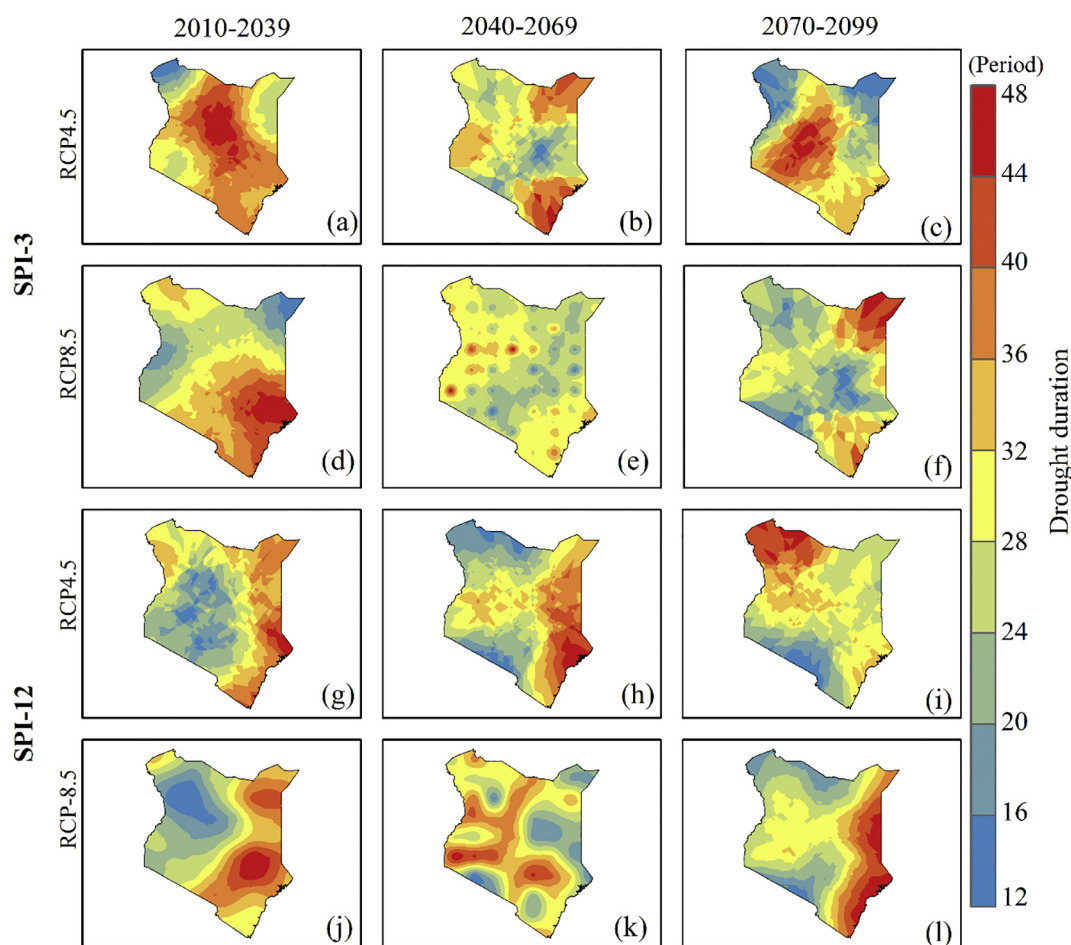 2010-2039 2040-2069 2070-2099
(Period)
SPI-3
RCP4.5
(a) (b) (c)
RCP8.5
(d) (e) (f)
SPI-12
RCP4.5
(g) (h) (i)
RCP-8.5
(j) (k) (l)
48
44
40
36
32
28
24
20
16
12
Drought duration